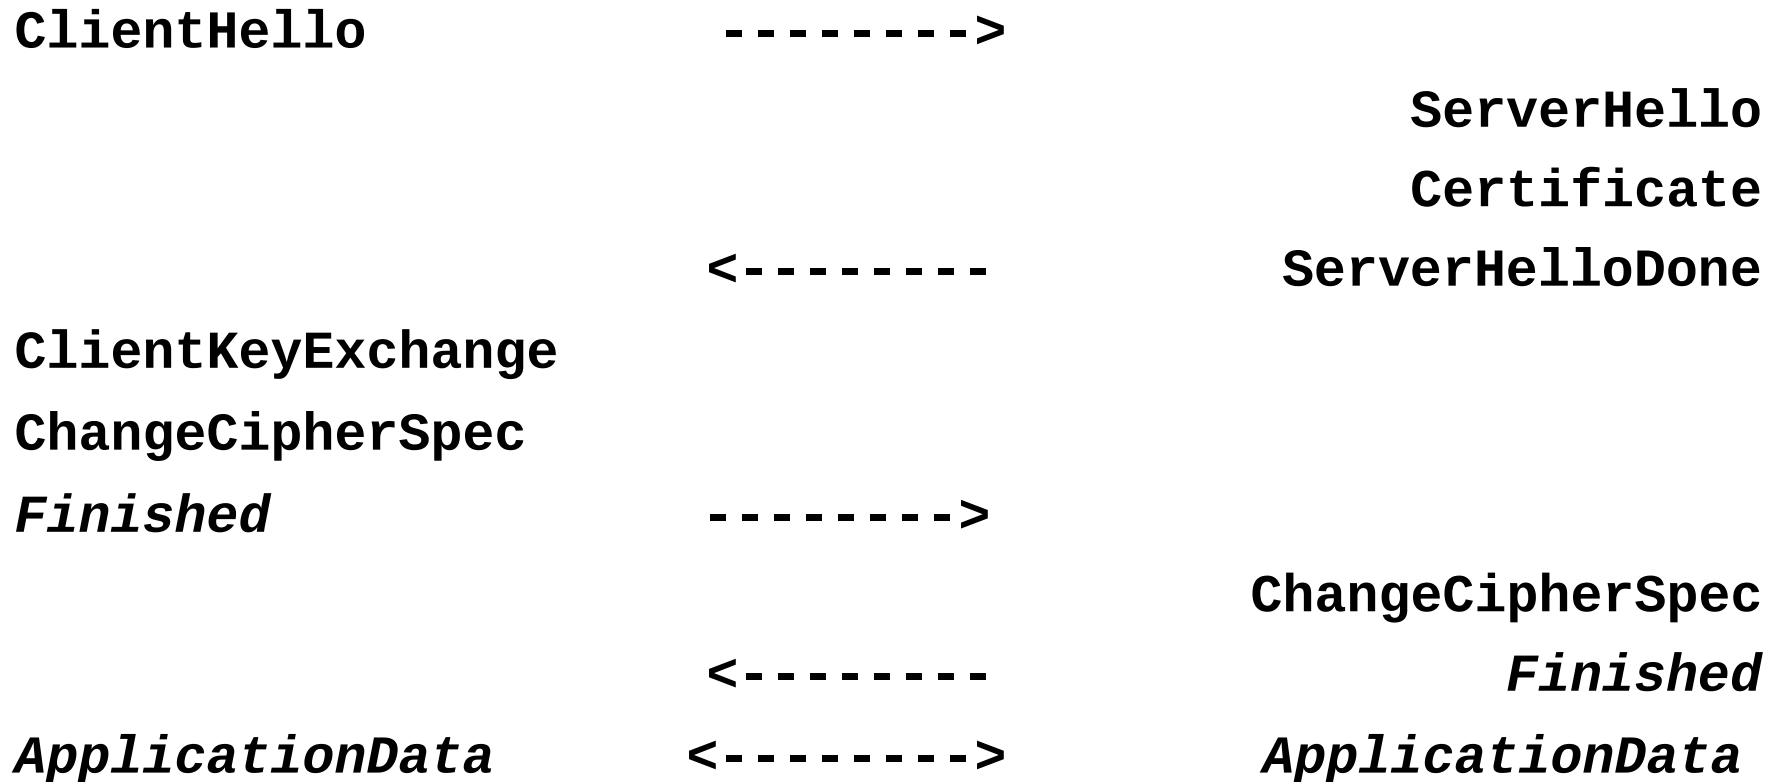 ClientHello -------->
ServerHello
Certificate
<-------- ServerHelloDone
ClientKeyExchange
ChangeCipherSpec
Finished -------->
ChangeCipherSpec
<-------- Finished
ApplicationData <--------> ApplicationData